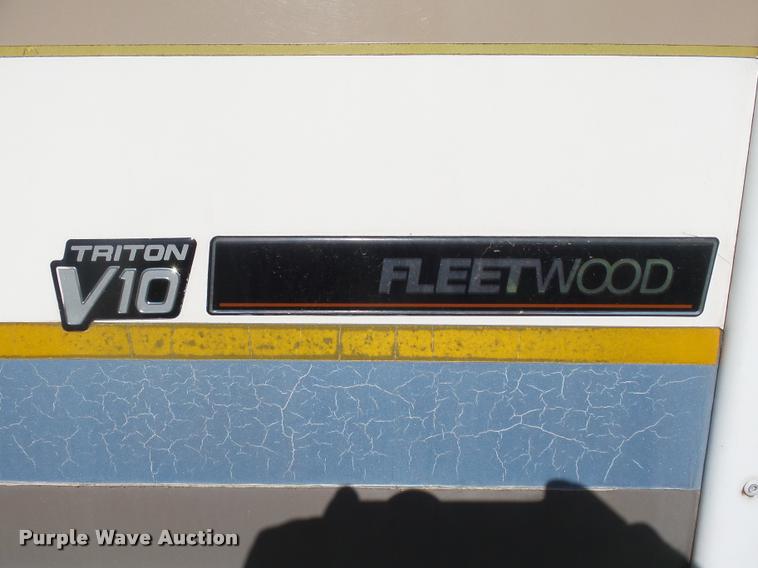 TRITON
V10
FLEETWOOD
Purple Wave Auction